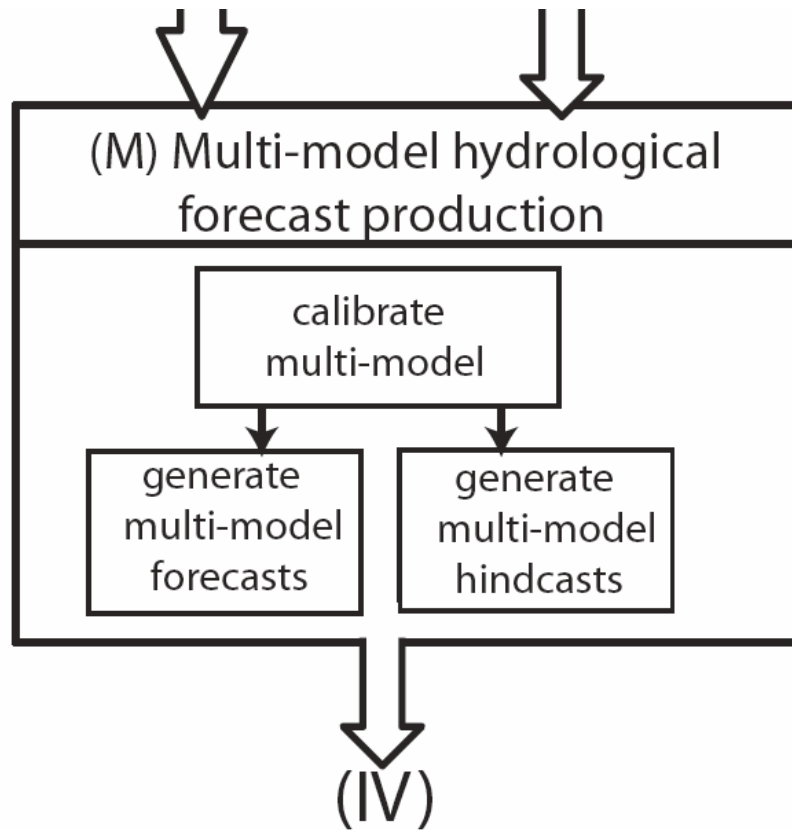 (M) Multi-model hydrological
forecast production
calibrate
multi-model
generate
multi-model
forecasts
generate
multi-model
hindcasts
(IV)